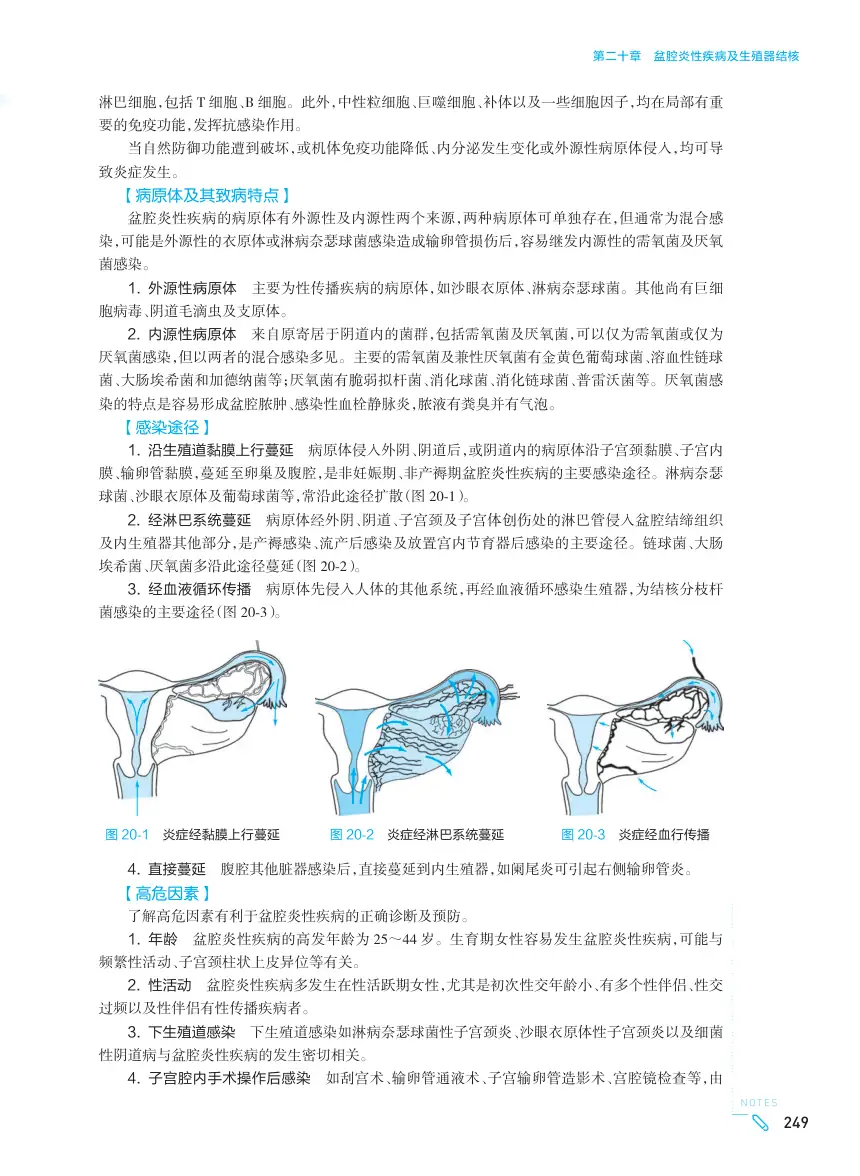 第二十章 盆腔炎性疾病及生殖器结核
淋巴细胞,包括 T 细胞、B 细胞。此外,中性粒细胞、巨噬细胞、补体以及一些细胞因子,均在局部有重
要的免疫功能,发挥抗感染作用。
当自然防御功能遭到破坏,或机体免疫功能降低、内分泌发生变化或外源性病原体侵入,均可导
致炎症发生。
【病原体及其致病特点】
盆腔炎性疾病的病原体有外源性及内源性两个来源,两种病原体可单独存在,但通常为混合感
染,可能是外源性的衣原体或淋病奈瑟球菌感染造成输卵管损伤后,容易继发内源性的需氧菌及厌氧
菌感染。
1. 外源性病原体 主要为性传播疾病的病原体,如沙眼衣原体、淋病奈瑟球菌。其他尚有巨细
胞病毒、阴道毛滴虫及支原体。
2. 内源性病原体 来自原寄居于阴道内的菌群,包括需氧菌及厌氧菌,可以仅为需氧菌或仅为
厌氧菌感染,但以两者的混合感染多见。主要的需氧菌及兼性厌氧菌有金黄色葡萄球菌、溶血性链球
菌、大肠埃希菌和加德纳菌等;厌氧菌有脆弱拟杆菌、消化球菌、消化链球菌、普雷沃菌等。厌氧菌感
染的特点是容易形成盆腔脓肿、感染性血栓静脉炎,脓液有粪臭并有气泡。
【感染途径】
1. 沿生殖道黏膜上行蔓延 病原体侵入外阴、阴道后,或阴道内的病原体沿子宫颈黏膜、子宫内
膜、输卵管黏膜,蔓延至卵巢及腹腔,是非妊娠期、非产褥期盆腔炎性疾病的主要感染途径。淋病奈瑟
球菌、沙眼衣原体及葡萄球菌等,常沿此途径扩散(图 20-1)。
2. 经淋巴系统蔓延 病原体经外阴、阴道、子宫颈及子宫体创伤处的淋巴管侵入盆腔结缔组织
及内生殖器其他部分,是产褥感染、流产后感染及放置宫内节育器后感染的主要途径。链球菌、大肠
埃希菌、厌氧菌多沿此途径蔓延(图 20-2)。
3. 经血液循环传播 病原体先侵入人体的其他系统,再经血液循环感染生殖器,为结核分枝杆
菌感染的主要途径(图 20-3)。
图 20-1 炎症经黏膜上行蔓延
图 20-2 炎症经淋巴系统蔓延
图 20-3 炎症经血行传播
4. 直接蔓延 腹腔其他脏器感染后,直接蔓延到内生殖器,如阑尾炎可引起右侧输卵管炎。
【高危因素】
了解高危因素有利于盆腔炎性疾病的正确诊断及预防。
1. 年龄 盆腔炎性疾病的高发年龄为 25～44 岁。生育期女性容易发生盆腔炎性疾病,可能与
频繁性活动、子宫颈柱状上皮异位等有关。
2. 性活动 盆腔炎性疾病多发生在性活跃期女性,尤其是初次性交年龄小、有多个性伴侣、性交
过频以及性伴侣有性传播疾病者。
3. 下生殖道感染 下生殖道感染如淋病奈瑟球菌性子宫颈炎、沙眼衣原体性子宫颈炎以及细菌
性阴道病与盆腔炎性疾病的发生密切相关。
4. 子宫腔内手术操作后感染 如刮宫术、输卵管通液术、子宫输卵管造影术、宫腔镜检查等,由
NOTES
249